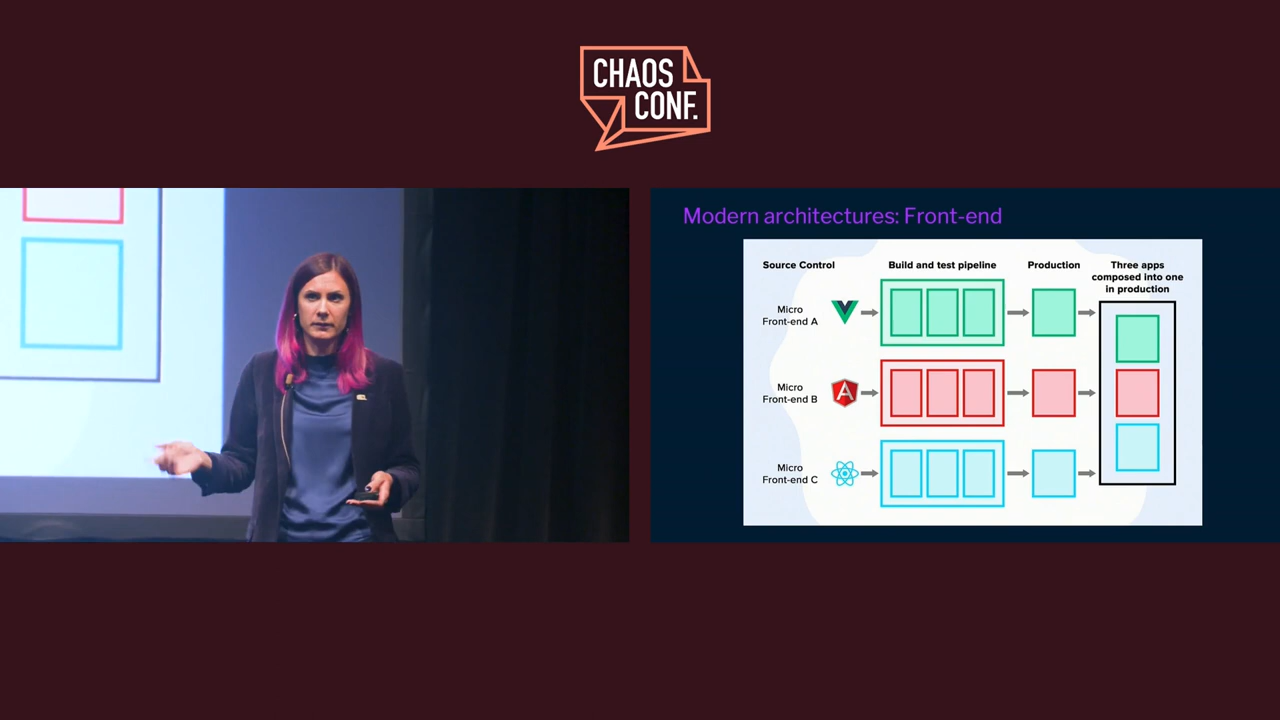 CHAOS
CONF.
Modern architectures: Front-end
Source Control
Build and test pipeline
Production
Three apps
composed into one
in production
Micro
Front-end A
Micro
Front-end B
Micro
Front-end C